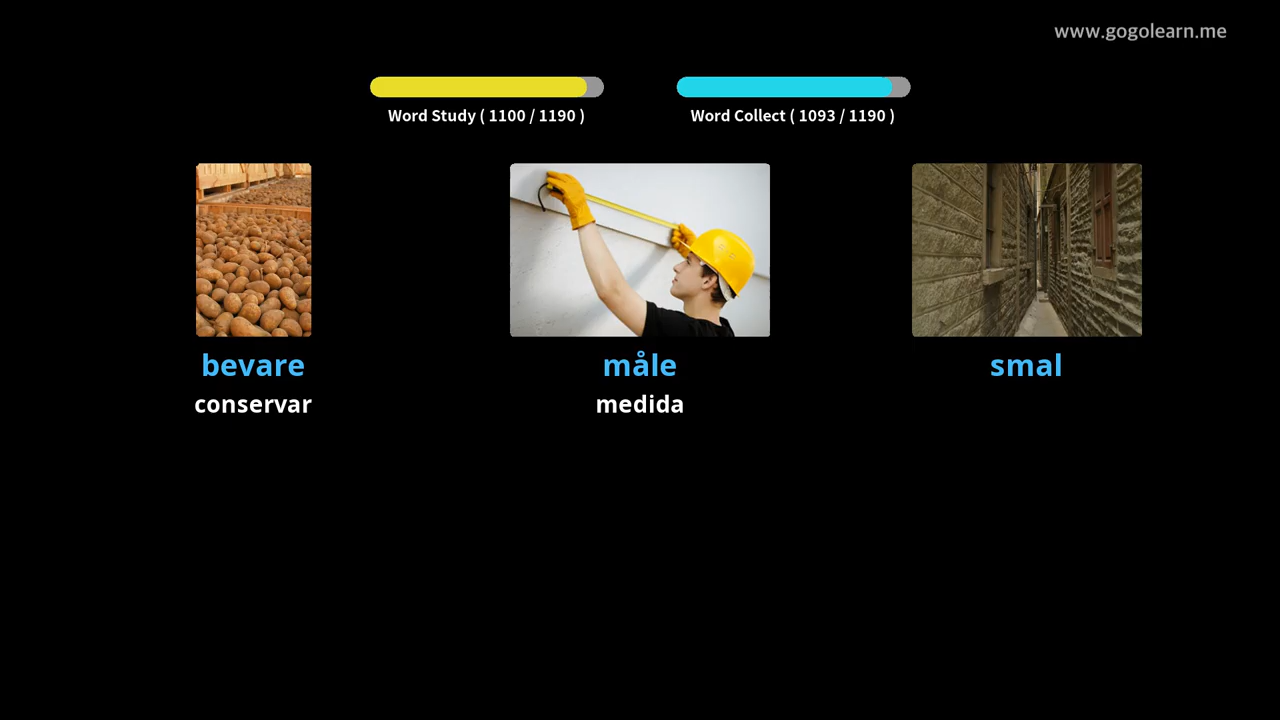 www.gogolearn.me
Word Study ( 1100 / 1190 )
Word Collect ( 1093 / 1190 )
bevare
måle
smal
conservar
medida